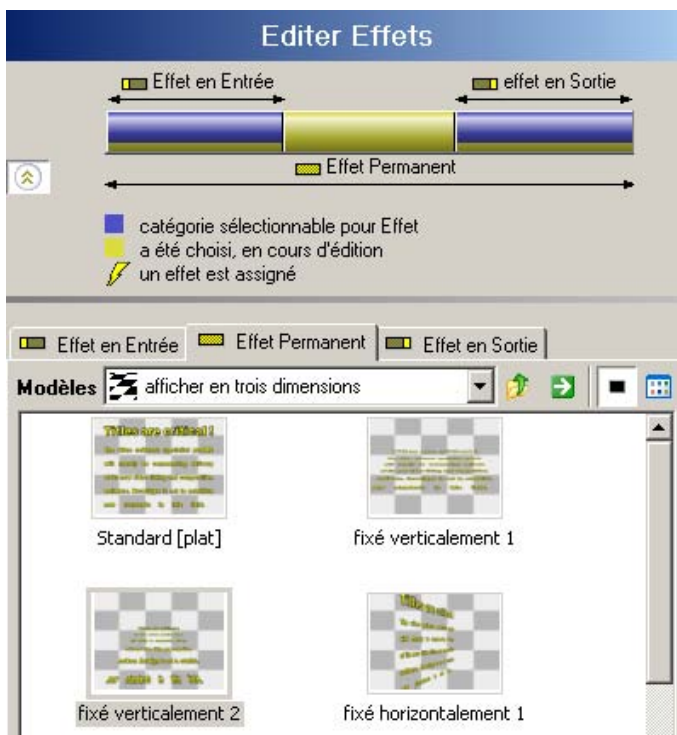 Editer Effets
Effet en Entrée
effet en Sortie
Effet Permanent
catégorie sélectionnable pour Effet
a été choisi, en cours d'édition
un effet est assigné
Effet en Entrée
Effet Permanent
Effet en Sortie
Modèles
afficher en trois dimensions
Titles are critical !
Standard [plat]
fixé verticalement 1
fixé verticalement 2
fixé horizontalement 1